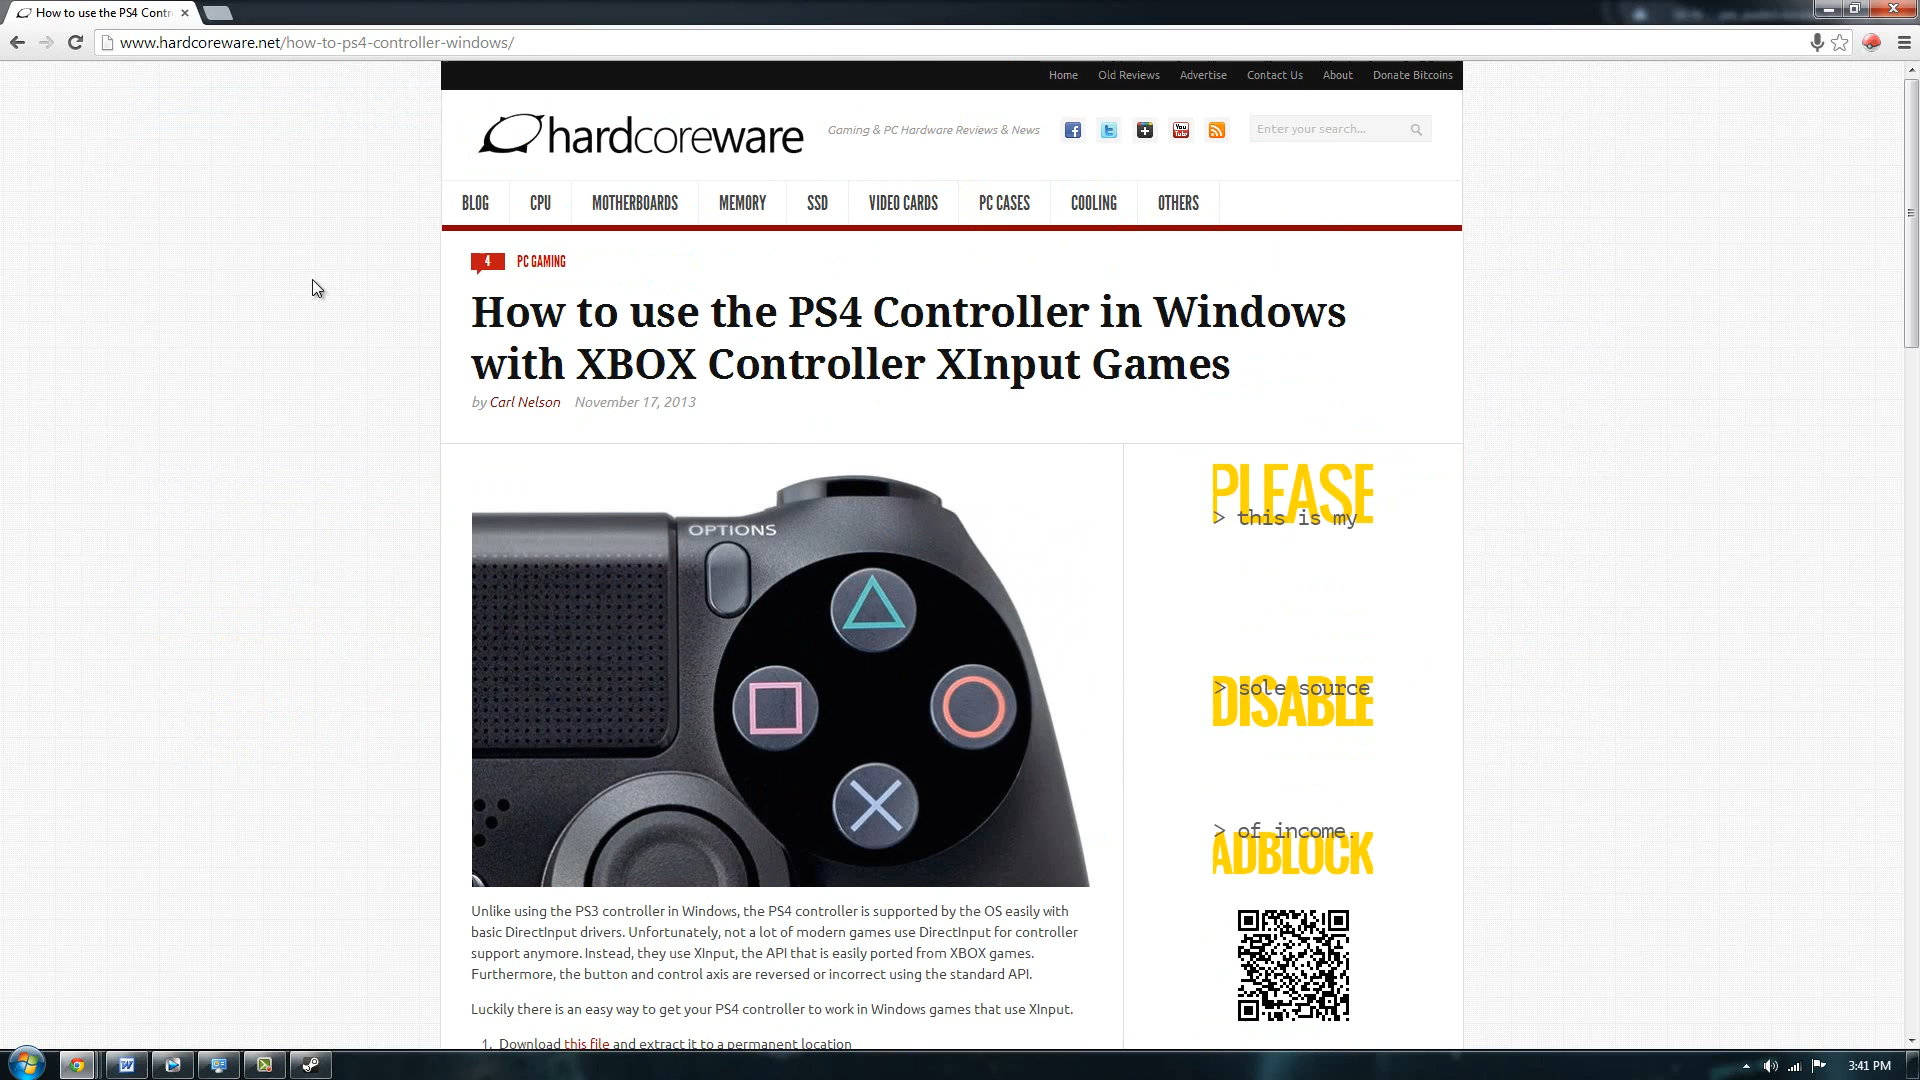 How to use the PS4 Contr
www.hardcoreware.net/how-to-ps4-controller-windows/
Home Old Reviews Advertise Contact Us About Donate Bitcoins
hardcoreware
Gaming & PC Hardware Reviews & News
You Tube
Enter your search...
BLOG CPU MOTHERBOARDS MEMORY SSD VIDEO CARDS PC CASES COOLING OTHERS
4 PC GAMING
How to use the PS4 Controller in Windows
with XBOX Controller XInput Games
by Carl Nelson November 17, 2013
OPTIONS
Unlike using the PS3 controller in Windows, the PS4 controller is supported by the OS easily with
basic DirectInput drivers. Unfortunately, not a lot of modern games use DirectInput for controller
support anymore. Instead, they use XInput, the API that is easily ported from XBOX games.
Furthermore, the button and control axis are reversed or incorrect using the standard API.
Luckily there is an easy way to get your PS4 controller to work in Windows games that use XInput.
1. Download this file and extract it to a permanent location
PLEASE
> this is my
> sole source
DISABLE
> of income.
ADBLOCK
3:41 PM